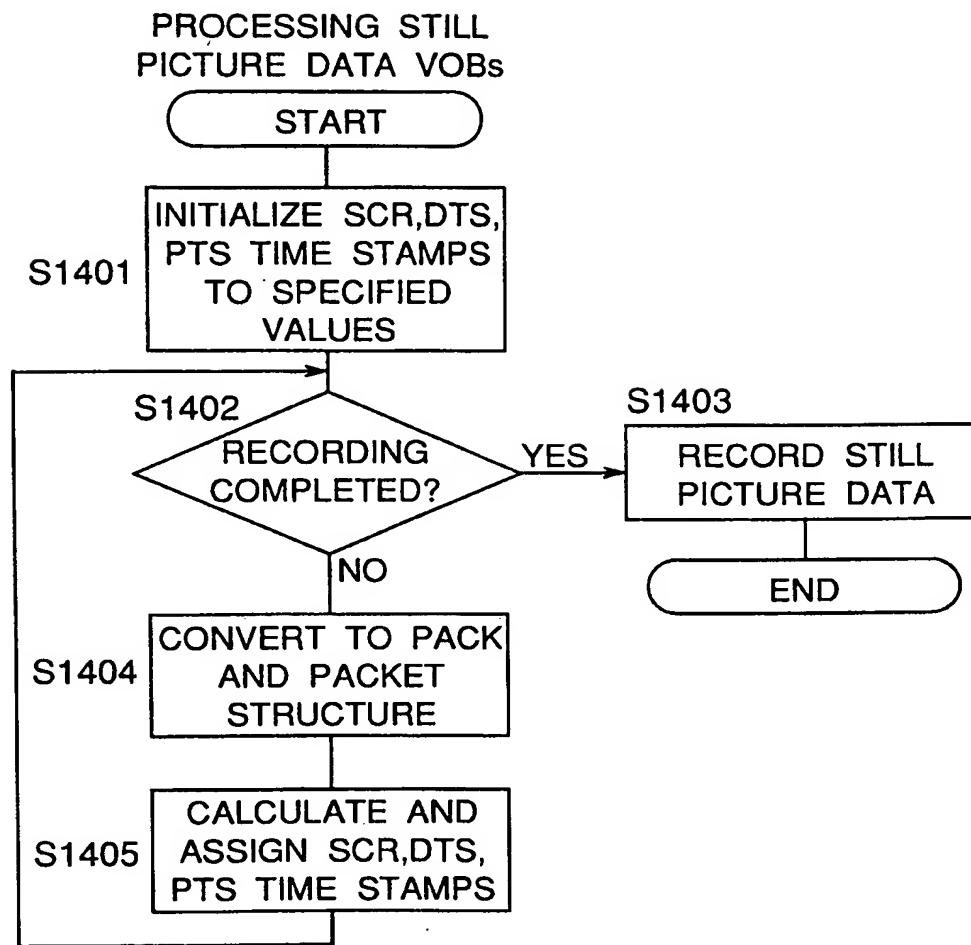 PROCESSING STILL
PICTURE DATA VOBs
START
S1401
INITIALIZE SCR,DTS,
PTS TIME STAMPS
TO SPECIFIED
VALUES
S1402
RECORDING
COMPLETED?
YES
S1403
RECORD STILL
PICTURE DATA
END
NO
S1404
CONVERT TO PACK
AND PACKET
STRUCTURE
S1405
CALCULATE AND
ASSIGN SCR,DTS,
PTS TIME STAMPS